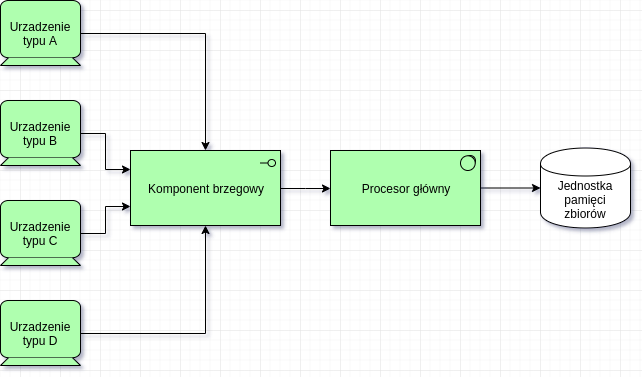 Urzadzenie
typu A
Urzadzenie
typu B
Komponent brzegowy
Procesor główny
Jednostka
pamięci
zbiorów
Urzadzenie
typu C
Urzadzenie
typu D